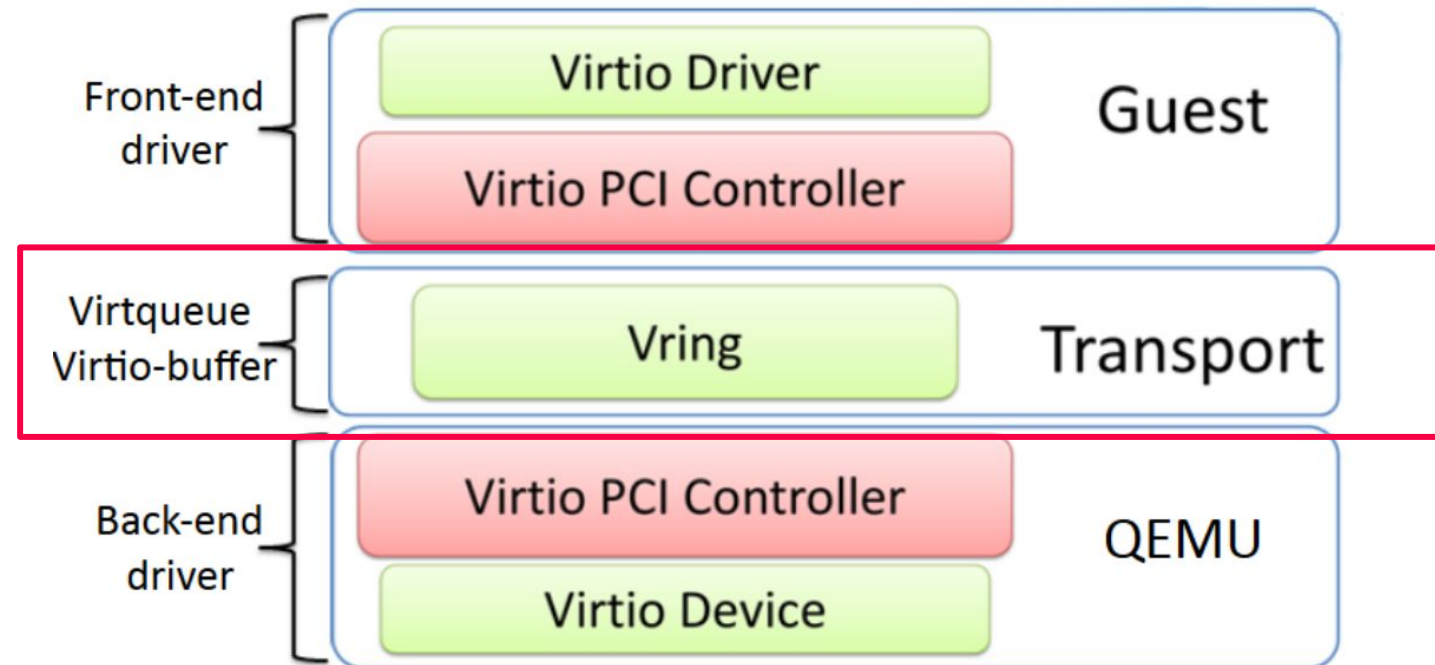 Front-end
driver
Virtio Driver
Virtio PCI Controller
Guest
Virtqueue
Virtio-buffer
Vring
Transport
Back-end
driver
Virtio PCI Controller
Virtio Device
QEMU